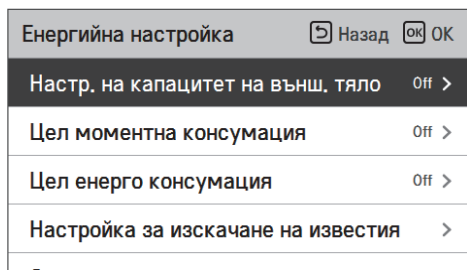 Енергийна настройка Назад OK OK
Настр. на капацитет на външ. тяло Off
Цел моментна консумация Off
Цел енерго консумация Off
Настройка за изскачане на известия